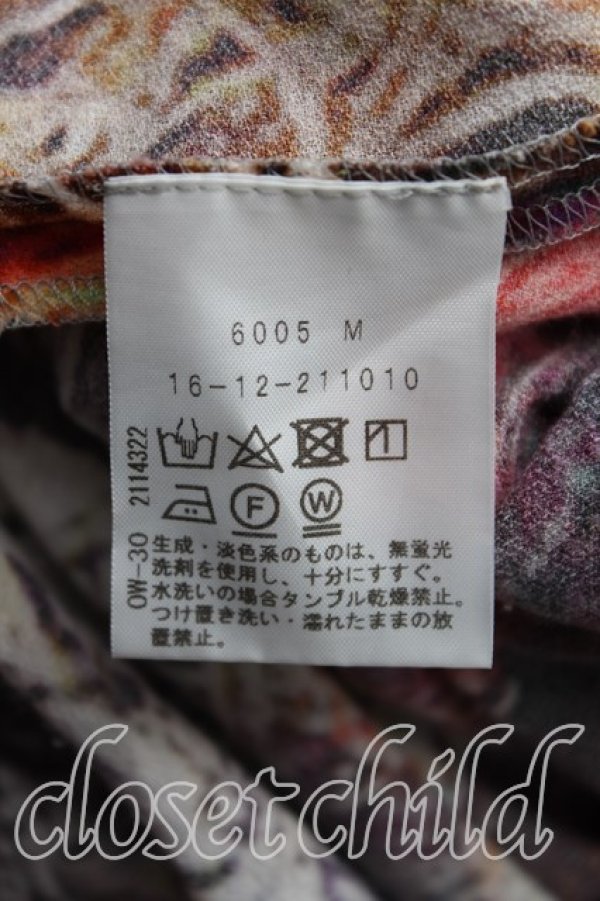 6005 M
16-12-211010
2114322
OW-30
F
W
生成・淡色系のものは、無蛍光
洗剤を使用し、十分にすすぐ。
水洗いの場合タンブル乾燥禁止。
つけ置き洗い・濡れたままの放
置禁止。
closet child